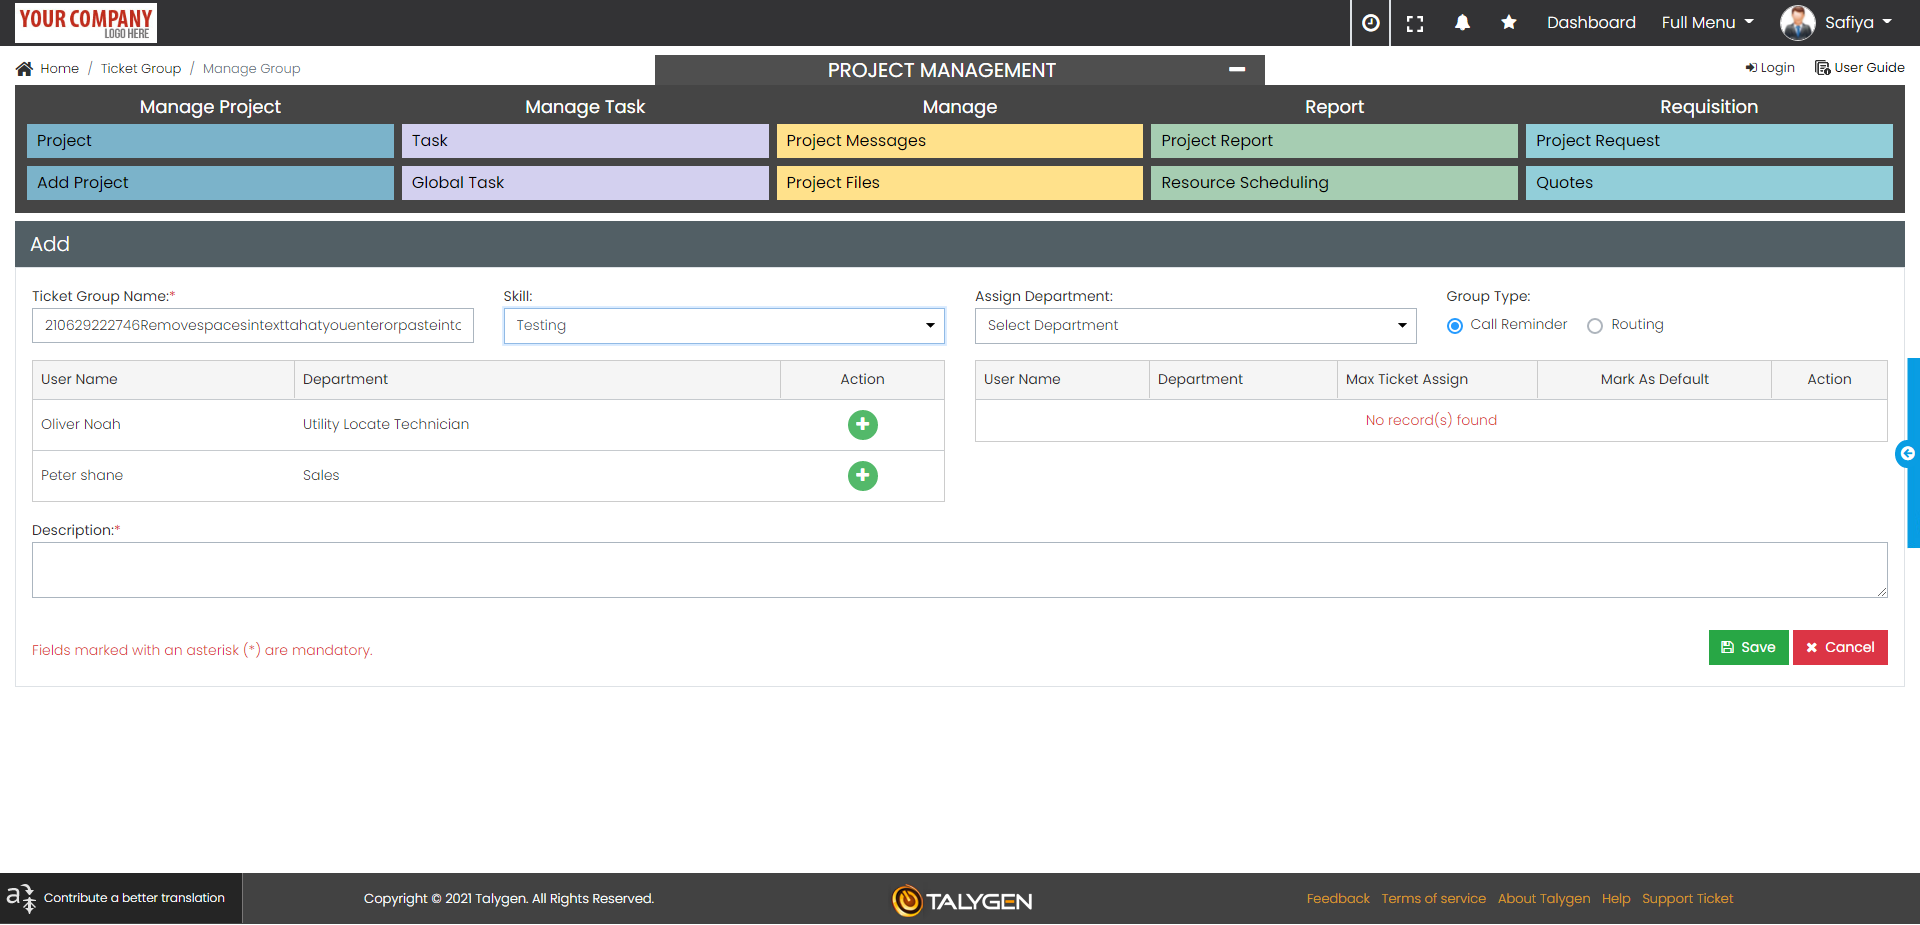 YOUR COMPANY
LOGO HERE
Dashboard
Full Menu
Safiya
Home / Ticket Group / Manage Group
PROJECT MANAGEMENT
Login
User Guide
Manage Project
Manage Task
Manage
Report
Requisition
Project
Task
Project Messages
Project Report
Project Request
Add Project
Global Task
Project Files
Resource Scheduling
Quotes
Add
Ticket Group Name:*
Skill:
Assign Department:
Group Type:
210629222746Removespacesintexttahatyouenterorpasteintc
Testing
Select Department
Call Reminder
Routing
User Name
Department
Action
Oliver Noah
Utility Locate Technician
Peter shane
Sales
User Name
Department
Max Ticket Assign
Mark As Default
Action
No record(s) found
Description:*
Fields marked with an asterisk (*) are mandatory.
Save
Cancel
Contribute a better translation
Copyright © 2021 Talygen. All Rights Reserved.
TALYGEN
Feedback
Terms of service
About Talygen
Help
Support Ticket